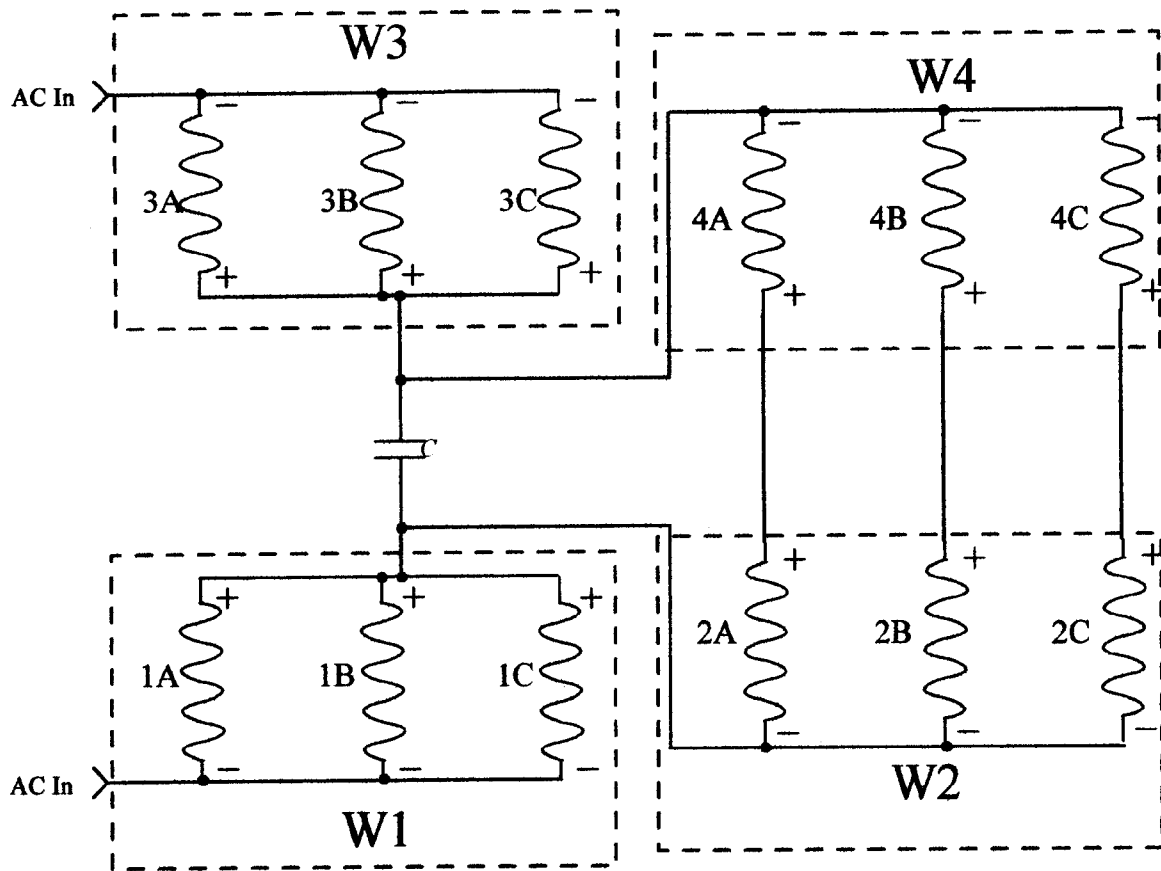 W3
AC In
− − −
3A 3B 3C
+ + +
W4
− − −
4A 4B 4C
+ + +
C
+ + +
1A 1B 1C
− − −
AC In
W1
+ + +
2A 2B 2C
− − −
W2